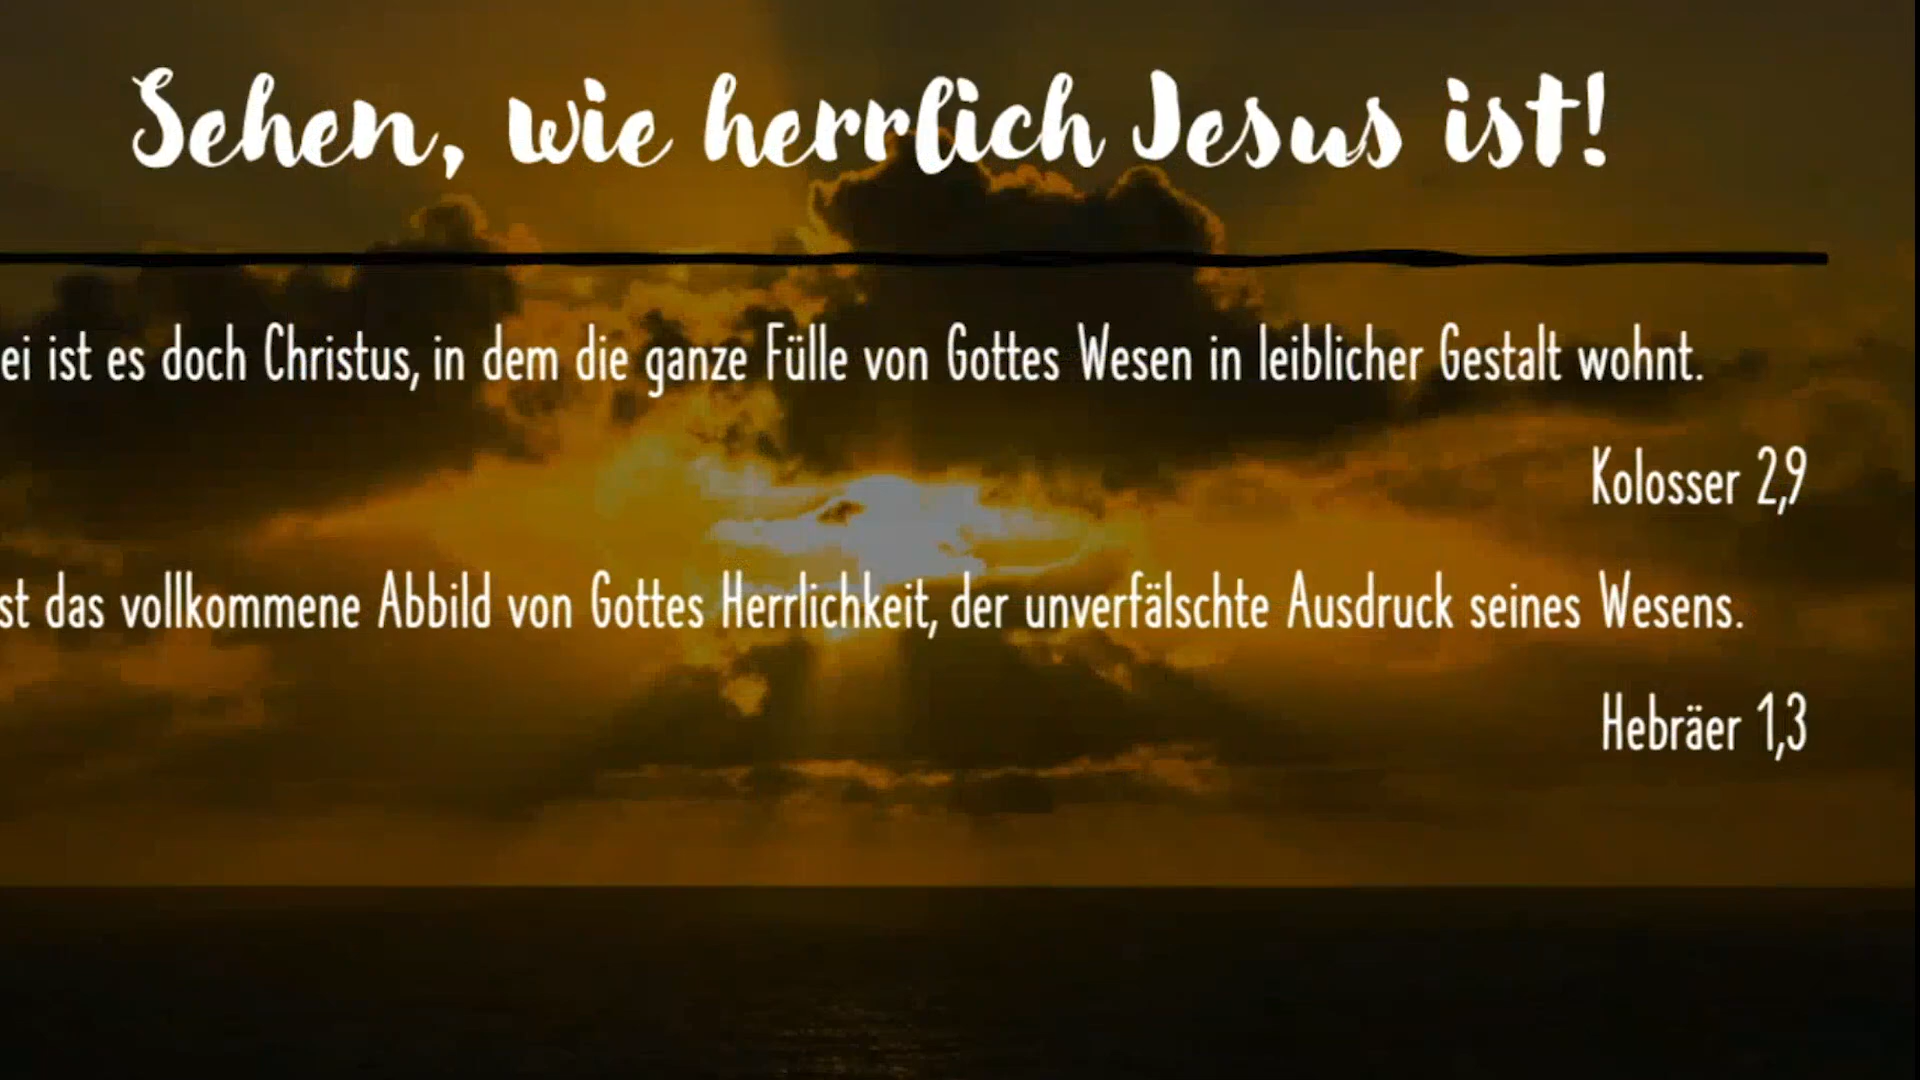 Sehen, wie herrlich Jesus ist!
ei ist es doch Christus, in dem die ganze Fülle von Gottes Wesen in leiblicher Gestalt wohnt.
Kolosser 2,9
st das vollkommene Abbild von Gottes Herrlichkeit, der unverfälschte Ausdruck seines Wesens.
Hebräer 1,3